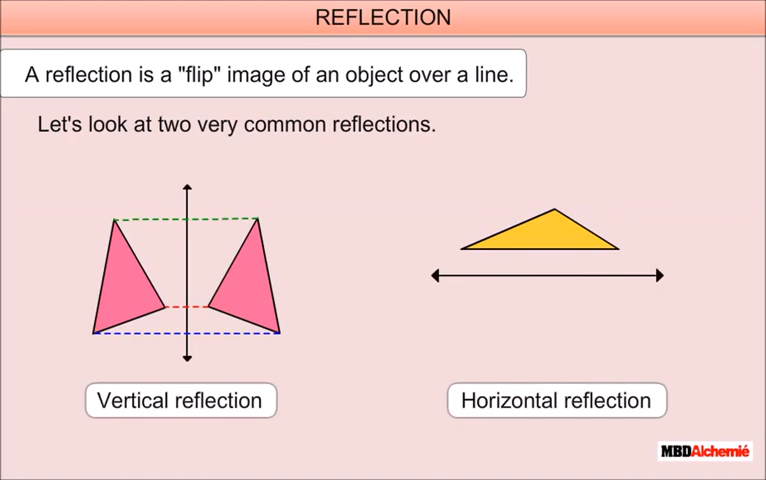 REFLECTION
A reflection is a "flip" image of an object over a line.
Let's look at two very common reflections.
Vertical reflection
Horizontal reflection
MBDAlchemié